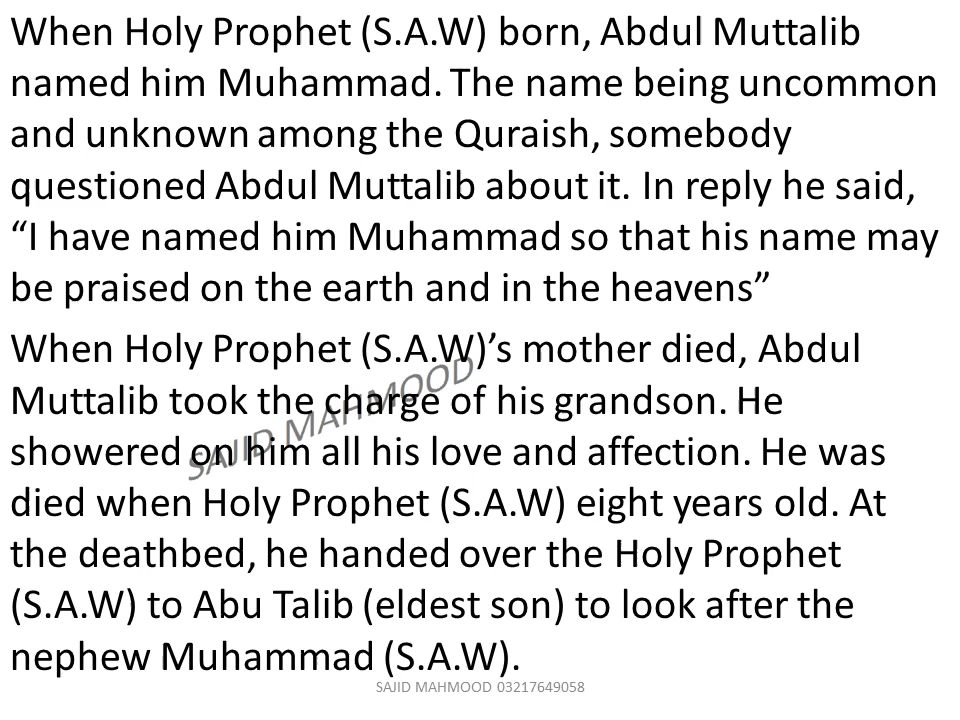 When Holy Prophet (S.A.W) born, Abdul Muttalib
named him Muhammad. The name being uncommon
and unknown among the Quraish, somebody
questioned Abdul Muttalib about it. In reply he said,
“I have named him Muhammad so that his name may
be praised on the earth and in the heavens”
When Holy Prophet (S.A.W)’s mother died, Abdul
Muttalib took the charge of his grandson. He
showered on him all his love and affection. He was
died when Holy Prophet (S.A.W) eight years old. At
the deathbed, he handed over the Holy Prophet
(S.A.W) to Abu Talib (eldest son) to look after the
nephew Muhammad (S.A.W).
SAJID MAHMOOD
SAJID MAHMOOD 03217649058